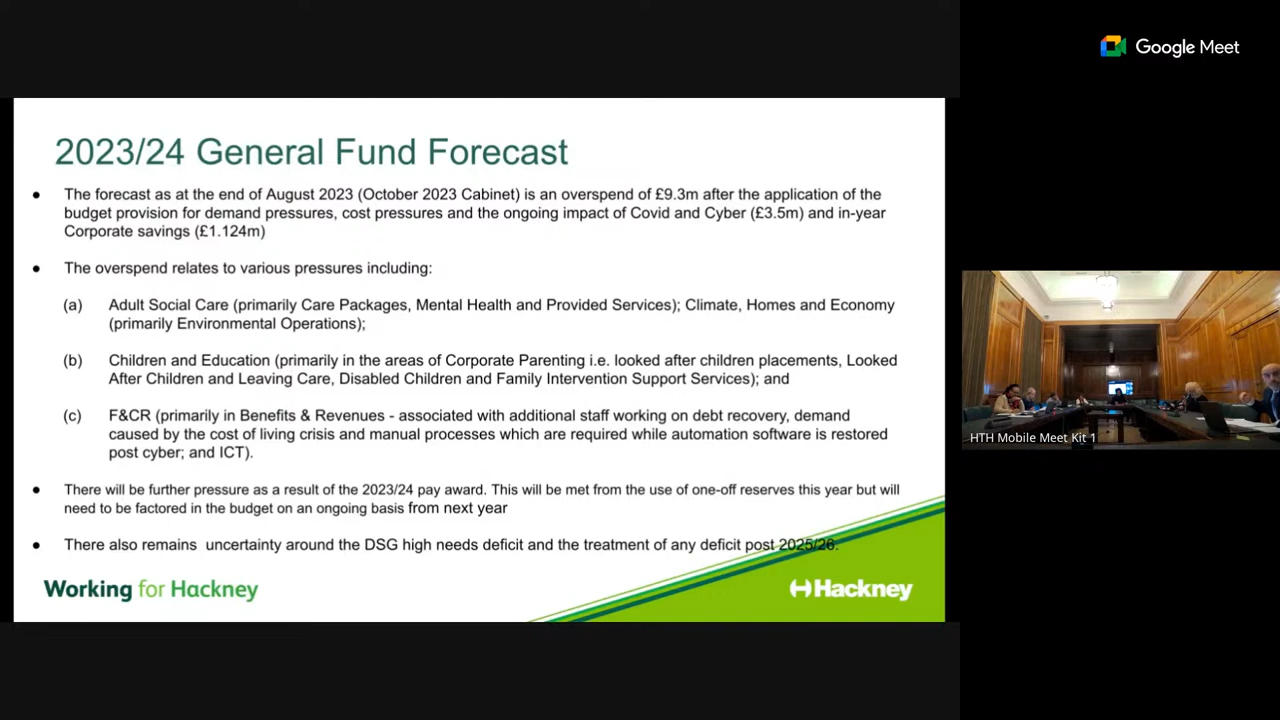 Google Meet
2023/24 General Fund Forecast
● The forecast as at the end of August 2023 (October 2023 Cabinet) is an overspend of £9.3m after the application of the
budget provision for demand pressures, cost pressures and the ongoing impact of Covid and Cyber (£3.5m) and in-year
Corporate savings (£1.124m)
● The overspend relates to various pressures including:
(a) Adult Social Care (primarily Care Packages, Mental Health and Provided Services); Climate, Homes and Economy
(primarily Environmental Operations);
(b) Children and Education (primarily in the areas of Corporate Parenting i.e. looked after children placements, Looked
After Children and Leaving Care, Disabled Children and Family Intervention Support Services); and
(c) F&CR (primarily in Benefits & Revenues - associated with additional staff working on debt recovery, demand
caused by the cost of living crisis and manual processes which are required while automation software is restored
post cyber; and ICT).
● There will be further pressure as a result of the 2023/24 pay award. This will be met from the use of one-off reserves this year but will
need to be factored in the budget on an ongoing basis from next year
● There also remains uncertainty around the DSG high needs deficit and the treatment of any deficit post 2025/26.
Working for Hackney
Hackney
HTH Mobile Meet Kit 1